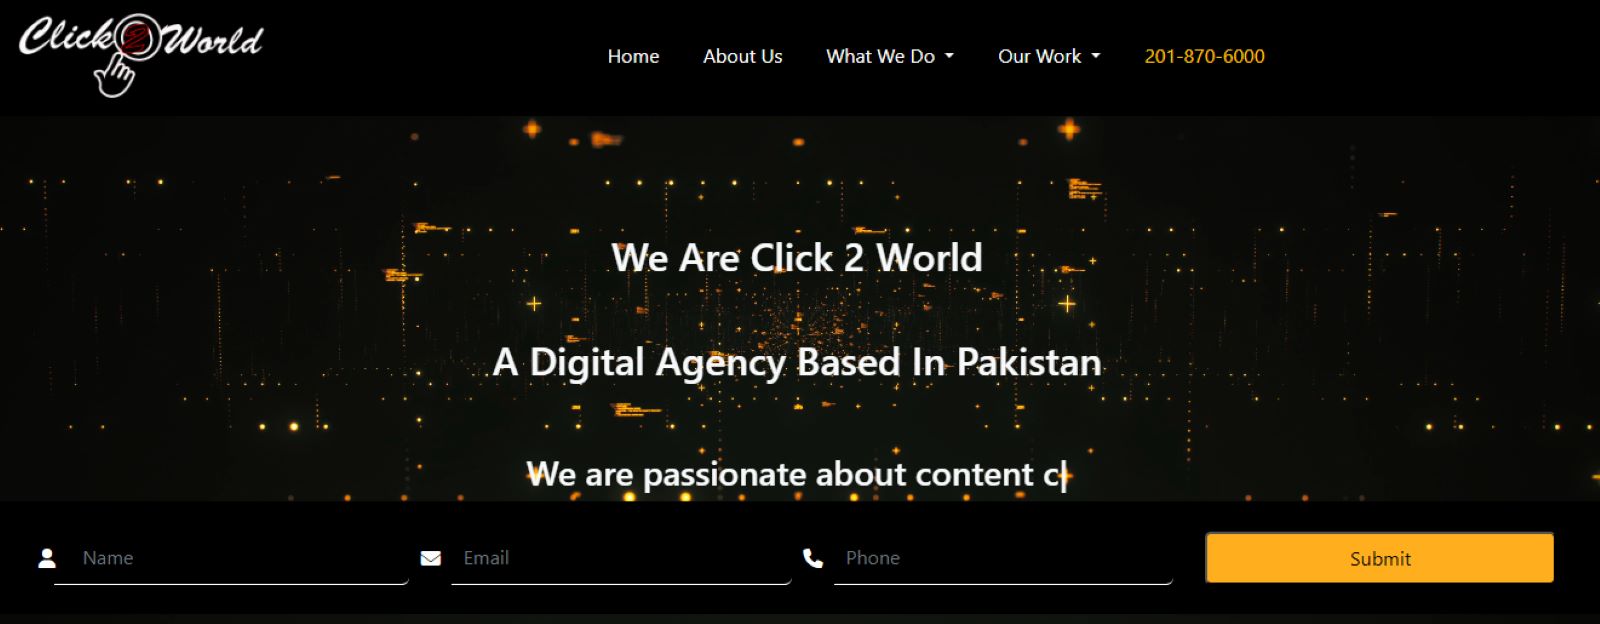 Click 2 World
Home About Us What We Do Our Work 201-870-6000
We Are Click 2 World
A Digital Agency Based In Pakistan
We are passionate about content c|
Name Email Phone Submit